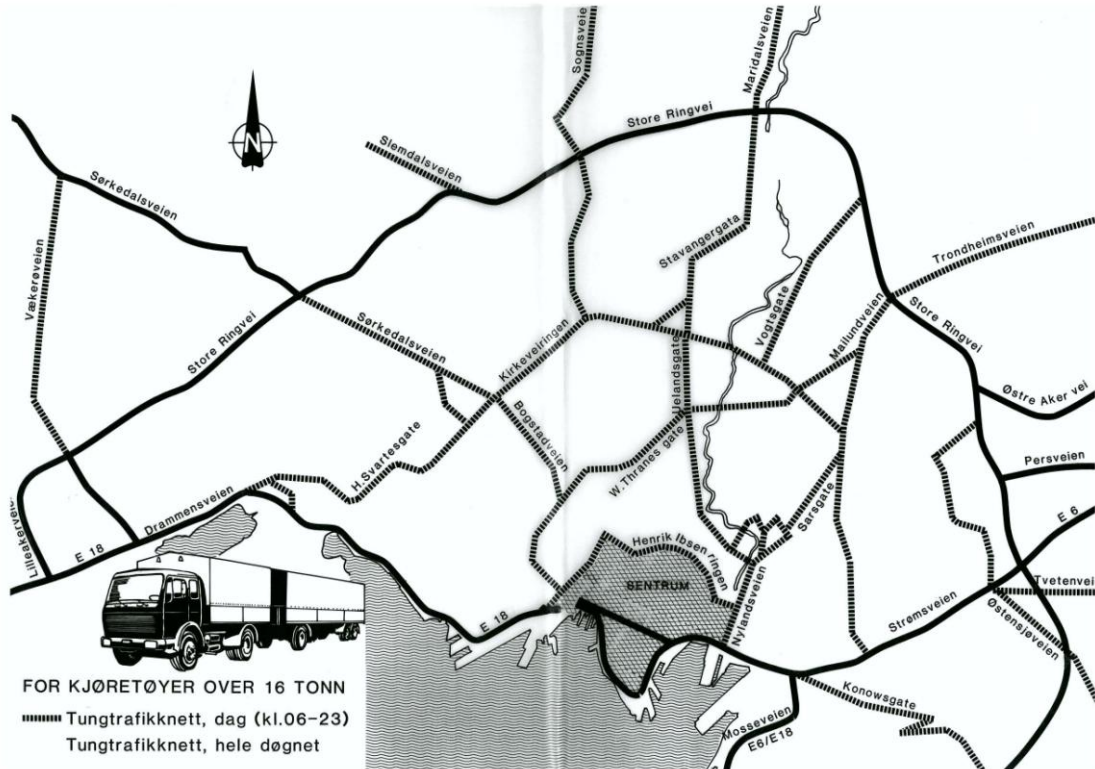 Sognsveien
Maridalsveien
Store Ringvei
Slemdalsveien
Sørkedalsveien
Vækerøveien
Stavangergata
Trondheimsveien
Store Ringvei
Sørkedalsveien
Kirkeveiringen
Uelandsgate
Vogtsgate
Mailundveien
Store Ringvei
Østre Aker vei
Bogstadveien
H.Svartesgate
W.Thranes gate
Persveien
Lilleakerveien
Drammensveien
E 18
Sarsgate
E 6
Henrik Ibsen ringen
SENTRUM
Nylandsveien
Strømsveien
Tvetenvei
Østensjøveien
E 18
Konowsgate
Mosseveien
E6/E18
N
FOR KJØRETØYER OVER 16 TONN
Tungtrafikknett, dag (kl.06-23)
Tungtrafikknett, hele døgnet